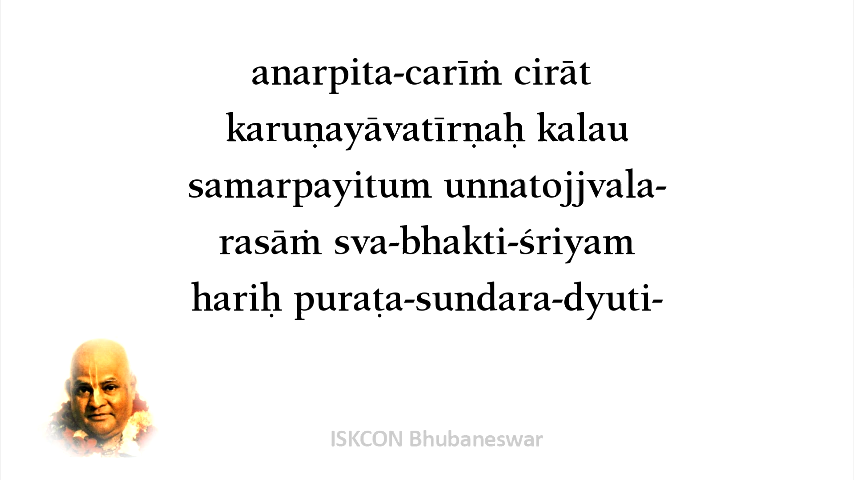 anarpita-carīṁ cirāt
karuṇayāvatīrṇaḥ kalau
samarpayitum unnatojjvala-
rasāṁ sva-bhakti-śriyam
hariḥ puraṭa-sundara-dyuti-
ISKCON Bhubaneswar